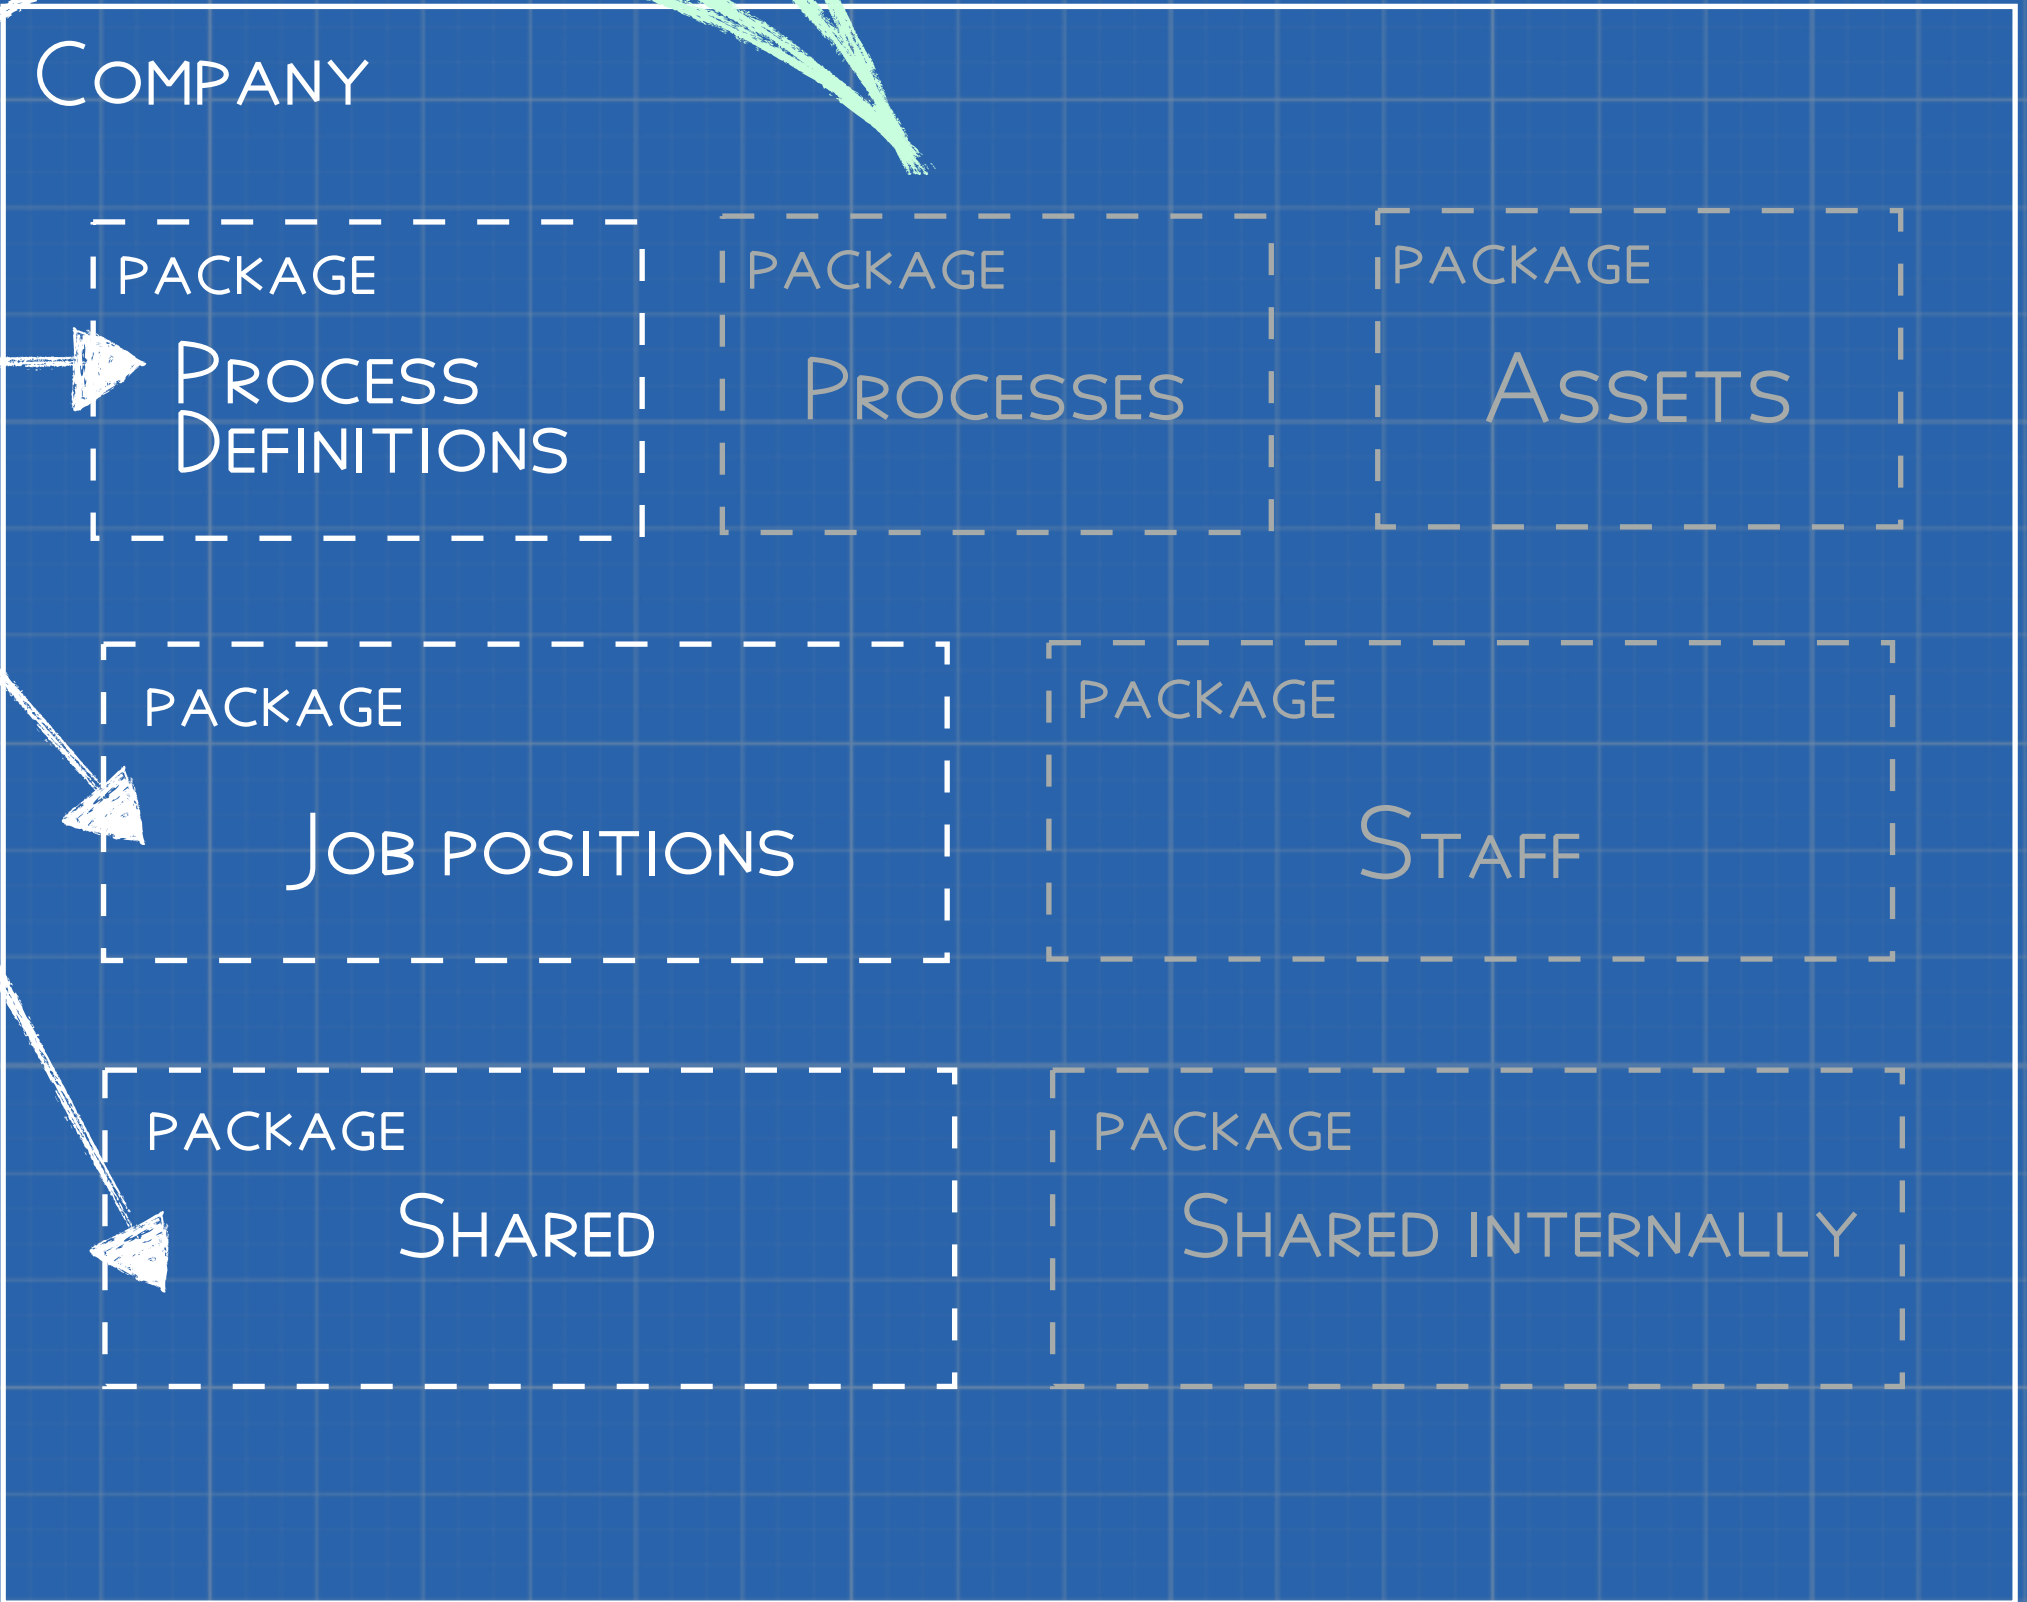 Company
package
Process
Definitions
package
Processes
package
Assets
package
Job positions
package
Staff
package
Shared
package
Shared internally